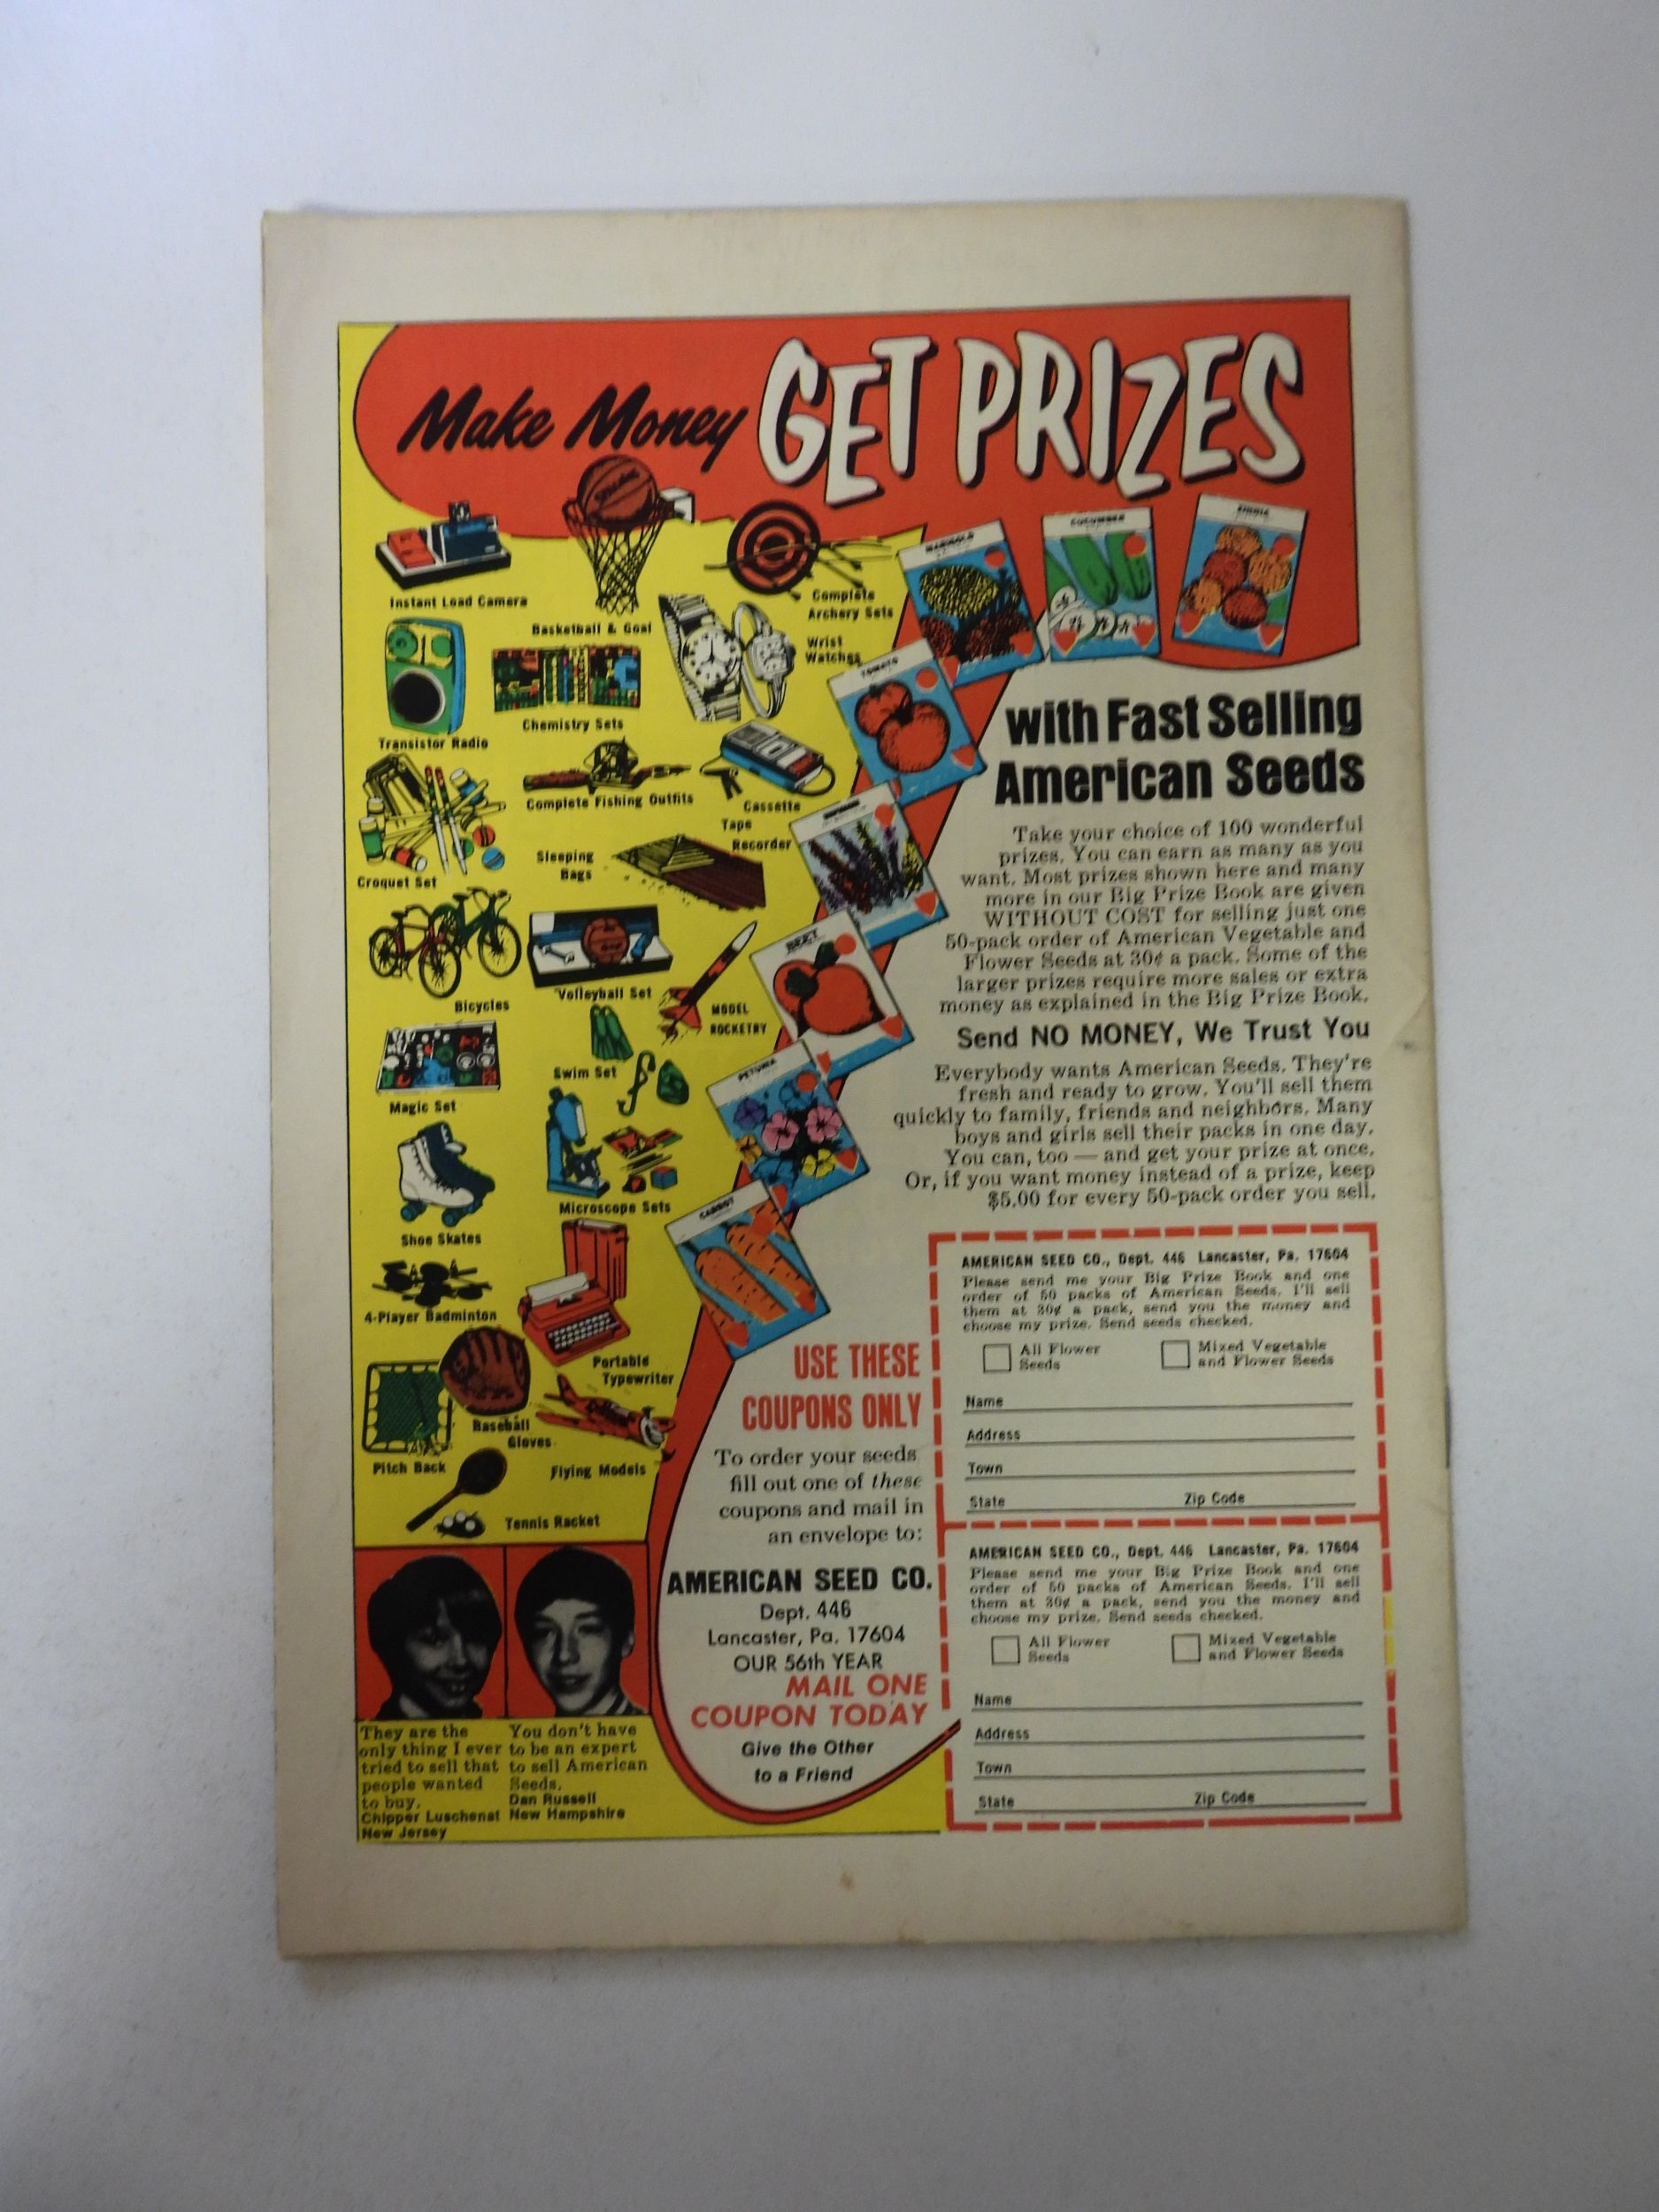 Make Money GET PRIZES
Instant Load Camera
Basketball & Goal
Complete
Archery Sets
Wrist
Watches
Transistor Radio
Chemistry Sets
Complete Fishing Outfits
Cassette
Tape
Recorder
Croquet Set
Sleeping
Bags
Bicycles
Volleyball Set
MODEL
ROCKETRY
Magic Set
Swim Set
Shoe Skates
Microscope Sets
4-Player Badminton
Portable
Typewriter
Baseball
Gloves
Pitch Back
Flying Models
Tennis Racket
MARIGOLD
CUCUMBER
ZINNIA
TOMATO
BEET
PETUNIA
CARROT
with Fast Selling
American Seeds
Take your choice of 100 wonderful
prizes. You can earn as many as you
want. Most prizes shown here and many
more in our Big Prize Book are given
WITHOUT COST for selling just one
50-pack order of American Vegetable and
Flower Seeds at 30¢ a pack. Some of the
larger prizes require more sales or extra
money as explained in the Big Prize Book.
Send NO MONEY, We Trust You
Everybody wants American Seeds. They're
fresh and ready to grow. You'll sell them
quickly to family, friends and neighbors. Many
boys and girls sell their packs in one day.
You can, too — and get your prize at once.
Or, if you want money instead of a prize, keep
$5.00 for every 50-pack order you sell.
USE THESE
COUPONS ONLY
To order your seeds
fill out one of these
coupons and mail in
an envelope to:
AMERICAN SEED CO.
Dept. 446
Lancaster, Pa. 17604
OUR 56th YEAR
MAIL ONE
COUPON TODAY
Give the Other
to a Friend
AMERICAN SEED CO., Dept. 446 Lancaster, Pa. 17604
Please send me your Big Prize Book and one
order of 50 packs of American Seeds. I'll sell
them at 30¢ a pack, send you the money and
choose my prize. Send seeds checked.
All Flower
Seeds
Mixed Vegetable
and Flower Seeds
Name
Address
Town
State Zip Code
AMERICAN SEED CO., Dept. 446 Lancaster, Pa. 17604
Please send me your Big Prize Book and one
order of 50 packs of American Seeds. I'll sell
them at 30¢ a pack, send you the money and
choose my prize. Send seeds checked.
All Flower
Seeds
Mixed Vegetable
and Flower Seeds
Name
Address
Town
State Zip Code
They are the
only thing I ever
tried to sell that
people wanted
to buy.
Chipper Luschenat
New Jersey
You don't have
to be an expert
to sell American
Seeds.
Dan Russell
New Hampshire